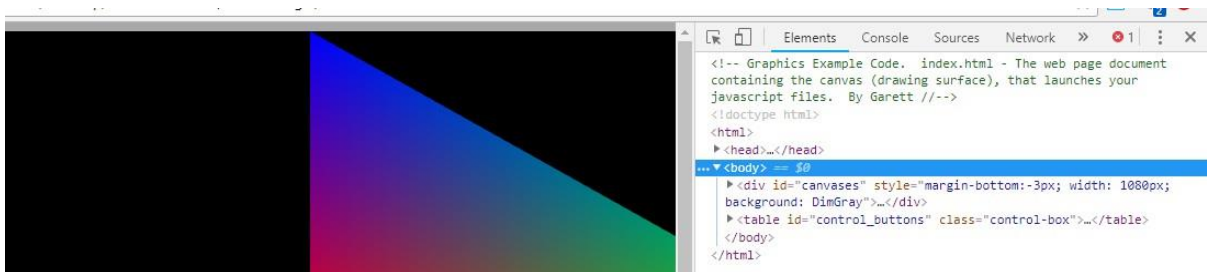 Elements Console Sources Network » 1
2
<!-- Graphics Example Code.  index.html - The web page document
containing the canvas (drawing surface), that launches your
javascript files.  By Garett //-->
<!doctype html>
<html>
<head>…</head>
<body> == $0
<div id="canvases" style="margin-bottom:-3px; width: 1080px;
background: DimGray">…</div>
<table id="control_buttons" class="control-box">…</table>
</body>
</html>